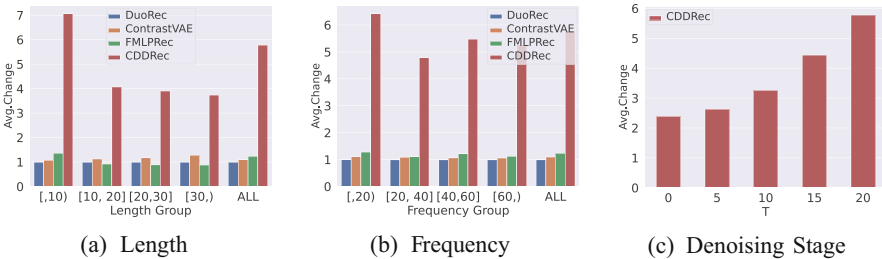 DuoRec
ContrastVAE
FMLPRec
CDDRec
Avg.Change
7
6
5
4
3
2
1
0
[,10) [10, 20] [20,30] [30,) ALL
Length Group
(a) Length
DuoRec
ContrastVAE
FMLPRec
CDDRec
Avg.Change
6
5
4
3
2
1
0
[,20) [20, 40] [40,60] [60,) ALL
Frequency Group
(b) Frequency
CDDRec
Avg.Change
6
5
4
3
2
1
0
0 5 10 15 20
T
(c) Denoising Stage